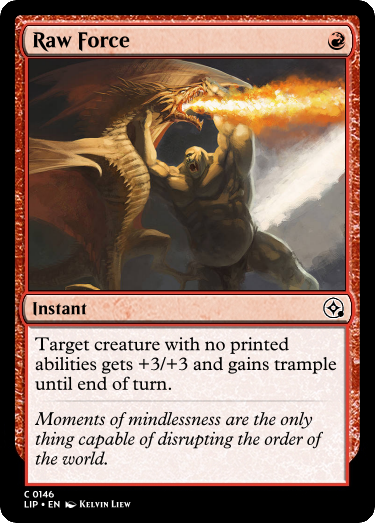 Raw Force
Instant
Target creature with no printed
abilities gets +3/+3 and gains trample
until end of turn.
Moments of mindlessness are the only
thing capable of disrupting the order of
the world.
C 0146
LIP • EN Kelvin Liew